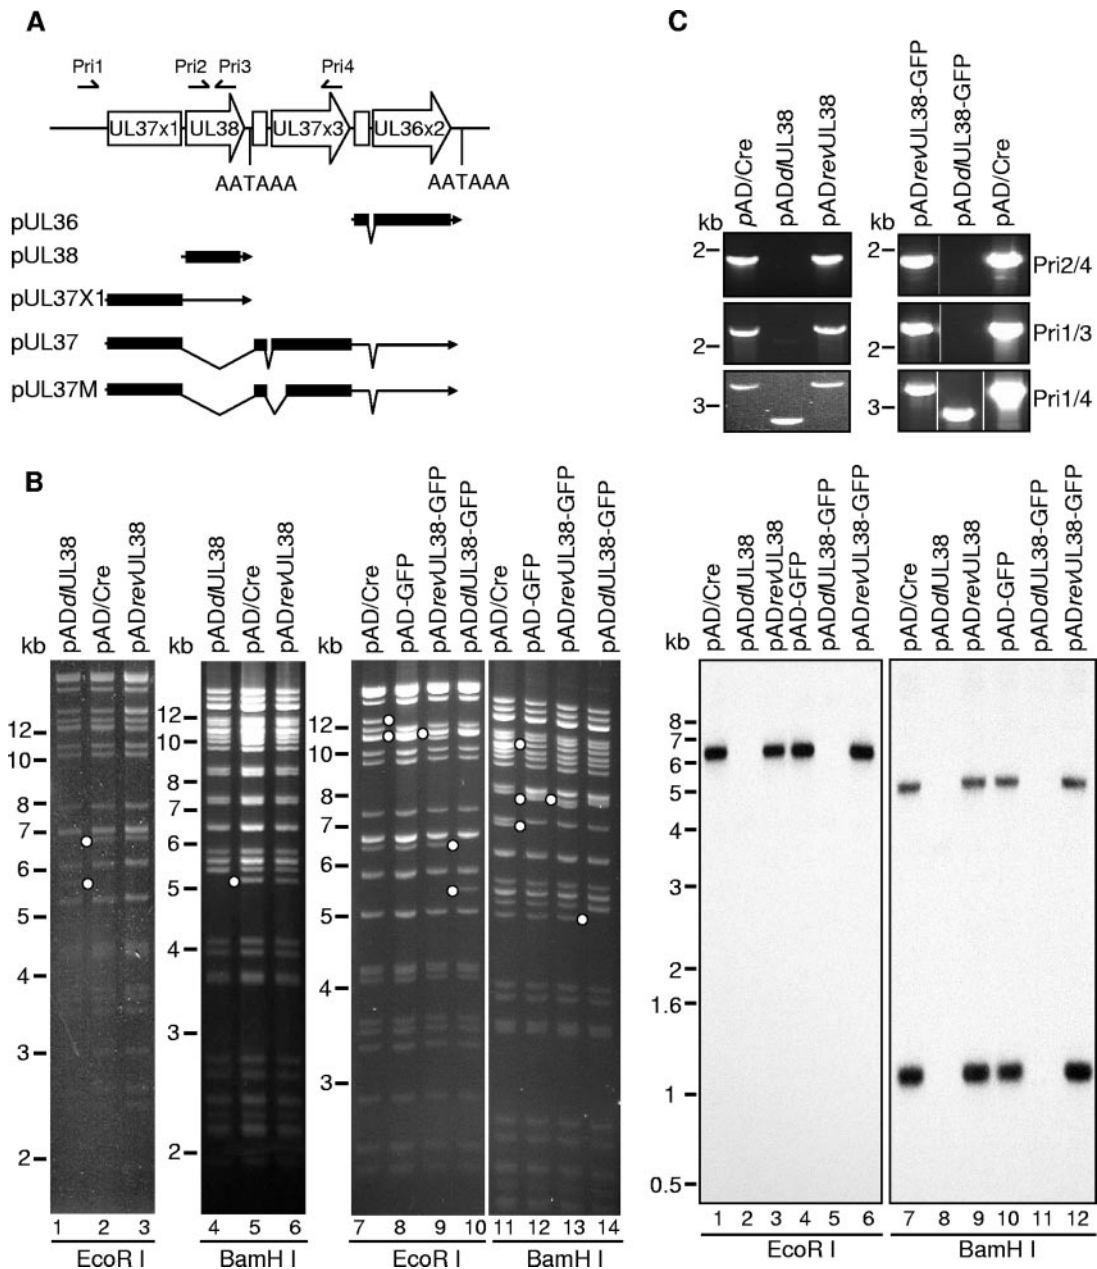 A
Pri1 Pri2 Pri3 Pri4
UL37x1 UL38 UL37x3 UL36x2
AATAAA AATAAA
pUL36
pUL38
pUL37X1
pUL37
pUL37M
C
pAD/Cre
pADdlUL38
pADrevUL38
pADrevUL38-GFP
pADdlUL38-GFP
pAD/Cre
kb kb
2 2 Pri2/4
2 2 Pri1/3
3 3 Pri1/4
B
pADdlUL38
pAD/Cre
pADrevUL38
kb
12
10
8
7
6
5
4
3
2
1 2 3
EcoR I
pADdlUL38
pAD/Cre
pADrevUL38
kb
12
10
8
7
6
5
4
3
2
4 5 6
BamH I
pAD/Cre
pAD-GFP
pADrevUL38-GFP
pADdlUL38-GFP
pAD/Cre
pAD-GFP
pADrevUL38-GFP
pADdlUL38-GFP
kb
12
10
8
7
6
5
4
3
7 8 9 10 11 12 13 14
EcoR I BamH I
pAD/Cre
pADdlUL38
pADrevUL38
pAD-GFP
pADdlUL38-GFP
pADrevUL38-GFP
pAD/Cre
pADdlUL38
pADrevUL38
pAD-GFP
pADdlUL38-GFP
pADrevUL38-GFP
kb
8
7
6
5
4
3
2
1.6
1
0.5
1 2 3 4 5 6 7 8 9 10 11 12
EcoR I BamH I